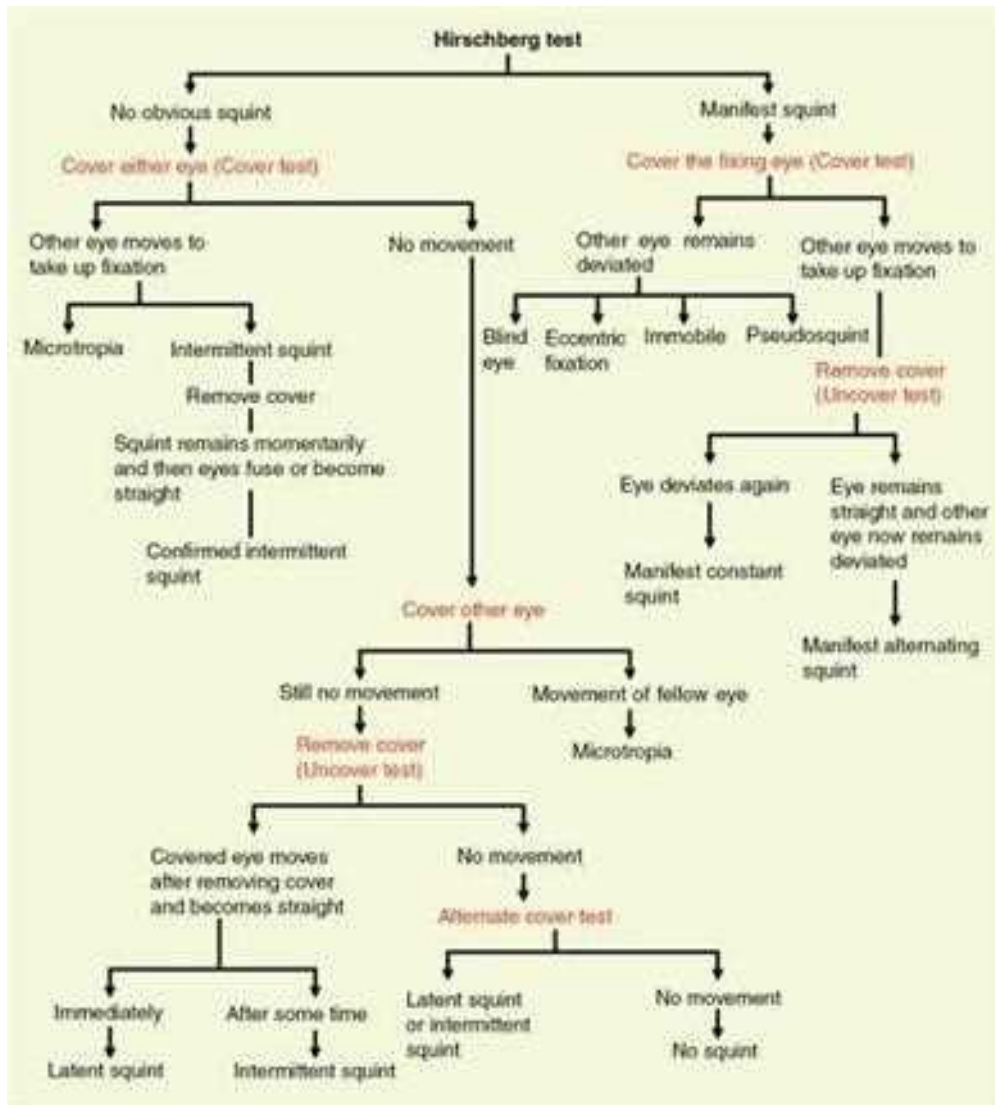 Hirschberg test
No obvious squint
Manifest squint
Cover either eye (Cover test)
Cover the fixing eye (Cover test)
Other eye moves to
take up fixation
No movement
Other eye remains
deviated
Other eye moves to
take up fixation
Microtropia
Intermittent squint
Blind
eye
Eccentric
fixation
Immobile
Pseudosquint
Remove cover
Remove cover
(Uncover test)
Squint remains momentarily
and then eyes fuse or become
straight
Eye deviates again
Eye remains
straight and other
eye now remains
deviated
Confirmed intermittent
squint
Manifest constant
squint
Cover other eye
Manifest alternating
squint
Still no movement
Movement of fellow eye
Remove cover
(Uncover test)
Microtropia
Covered eye moves
after removing cover
and becomes straight
No movement
Alternate cover test
Immediately
After some time
Latent squint
or intermittent
squint
No movement
Latent squint
Intermittent squint
No squint